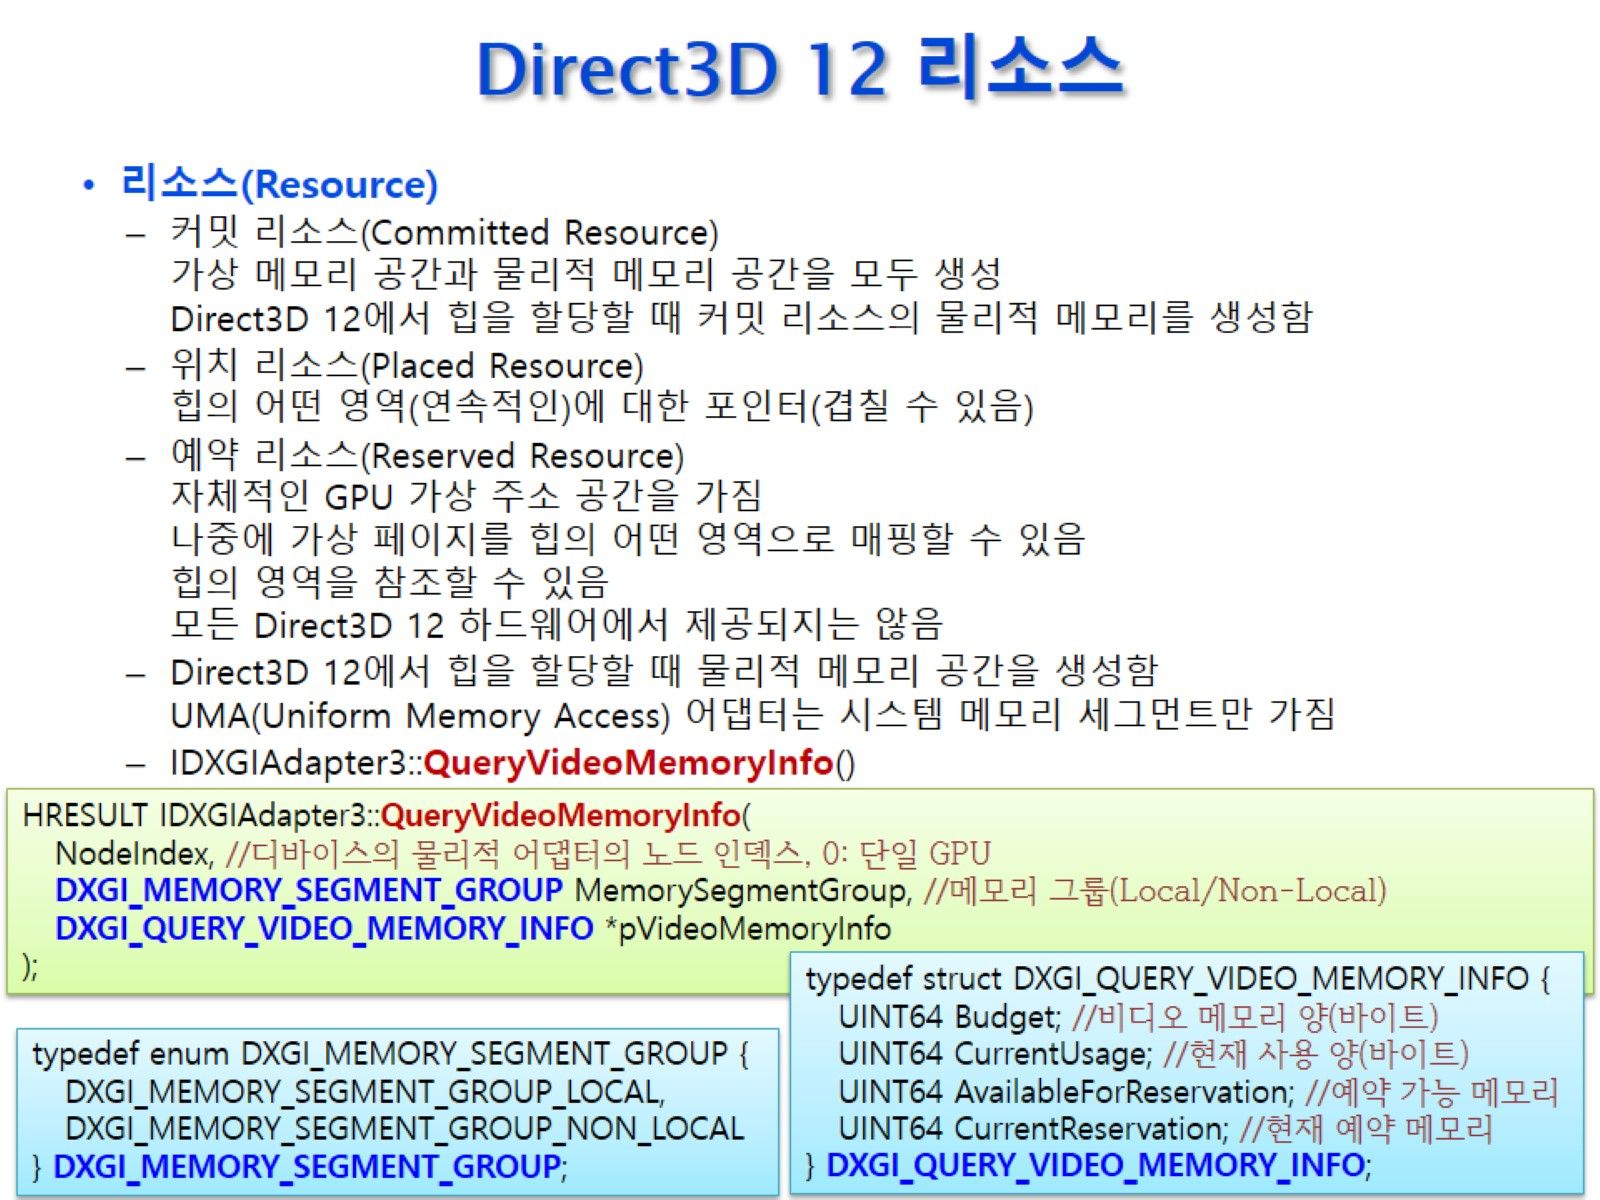 Direct3D 12 리소스
• 리소스(Resource)
– 커밋 리소스(Committed Resource)
가상 메모리 공간과 물리적 메모리 공간을 모두 생성
Direct3D 12에서 힙을 할당할 때 커밋 리소스의 물리적 메모리를 생성함
– 위치 리소스(Placed Resource)
힙의 어떤 영역(연속적인)에 대한 포인터(겹칠 수 있음)
– 예약 리소스(Reserved Resource)
자체적인 GPU 가상 주소 공간을 가짐
나중에 가상 페이지를 힙의 어떤 영역으로 매핑할 수 있음
힙의 영역을 참조할 수 있음
모든 Direct3D 12 하드웨어에서 제공되지는 않음
– Direct3D 12에서 힙을 할당할 때 물리적 메모리 공간을 생성함
UMA(Uniform Memory Access) 어댑터는 시스템 메모리 세그먼트만 가짐
– IDXGIAdapter3::QueryVideoMemoryInfo()
HRESULT IDXGIAdapter3::QueryVideoMemoryInfo(
NodeIndex, //디바이스의 물리적 어댑터의 노드 인덱스, 0: 단일 GPU
DXGI_MEMORY_SEGMENT_GROUP MemorySegmentGroup, //메모리 그룹(Local/Non-Local)
DXGI_QUERY_VIDEO_MEMORY_INFO *pVideoMemoryInfo
);
typedef enum DXGI_MEMORY_SEGMENT_GROUP {
DXGI_MEMORY_SEGMENT_GROUP_LOCAL,
DXGI_MEMORY_SEGMENT_GROUP_NON_LOCAL
} DXGI_MEMORY_SEGMENT_GROUP;
typedef struct DXGI_QUERY_VIDEO_MEMORY_INFO {
UINT64 Budget; //비디오 메모리 양(바이트)
UINT64 CurrentUsage; //현재 사용 양(바이트)
UINT64 AvailableForReservation; //예약 가능 메모리
UINT64 CurrentReservation; //현재 예약 메모리
} DXGI_QUERY_VIDEO_MEMORY_INFO;